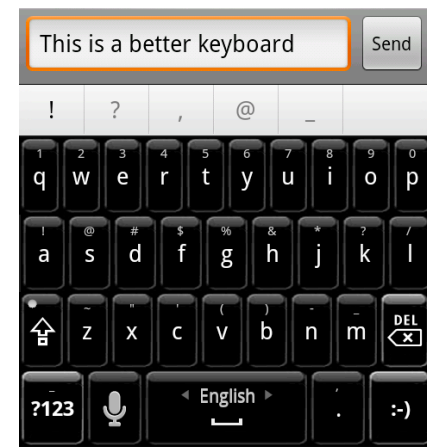 This is a better keyboard Send
! ? , @ _
1 2 3 4 5 6 7 8 9 0
q w e r t y u i o p
! @ # $ % & * ? /
a s d f g h j k l
~ " ' ( ) - _
z x c v b n m DEL
_ ,
?123 English . :-)